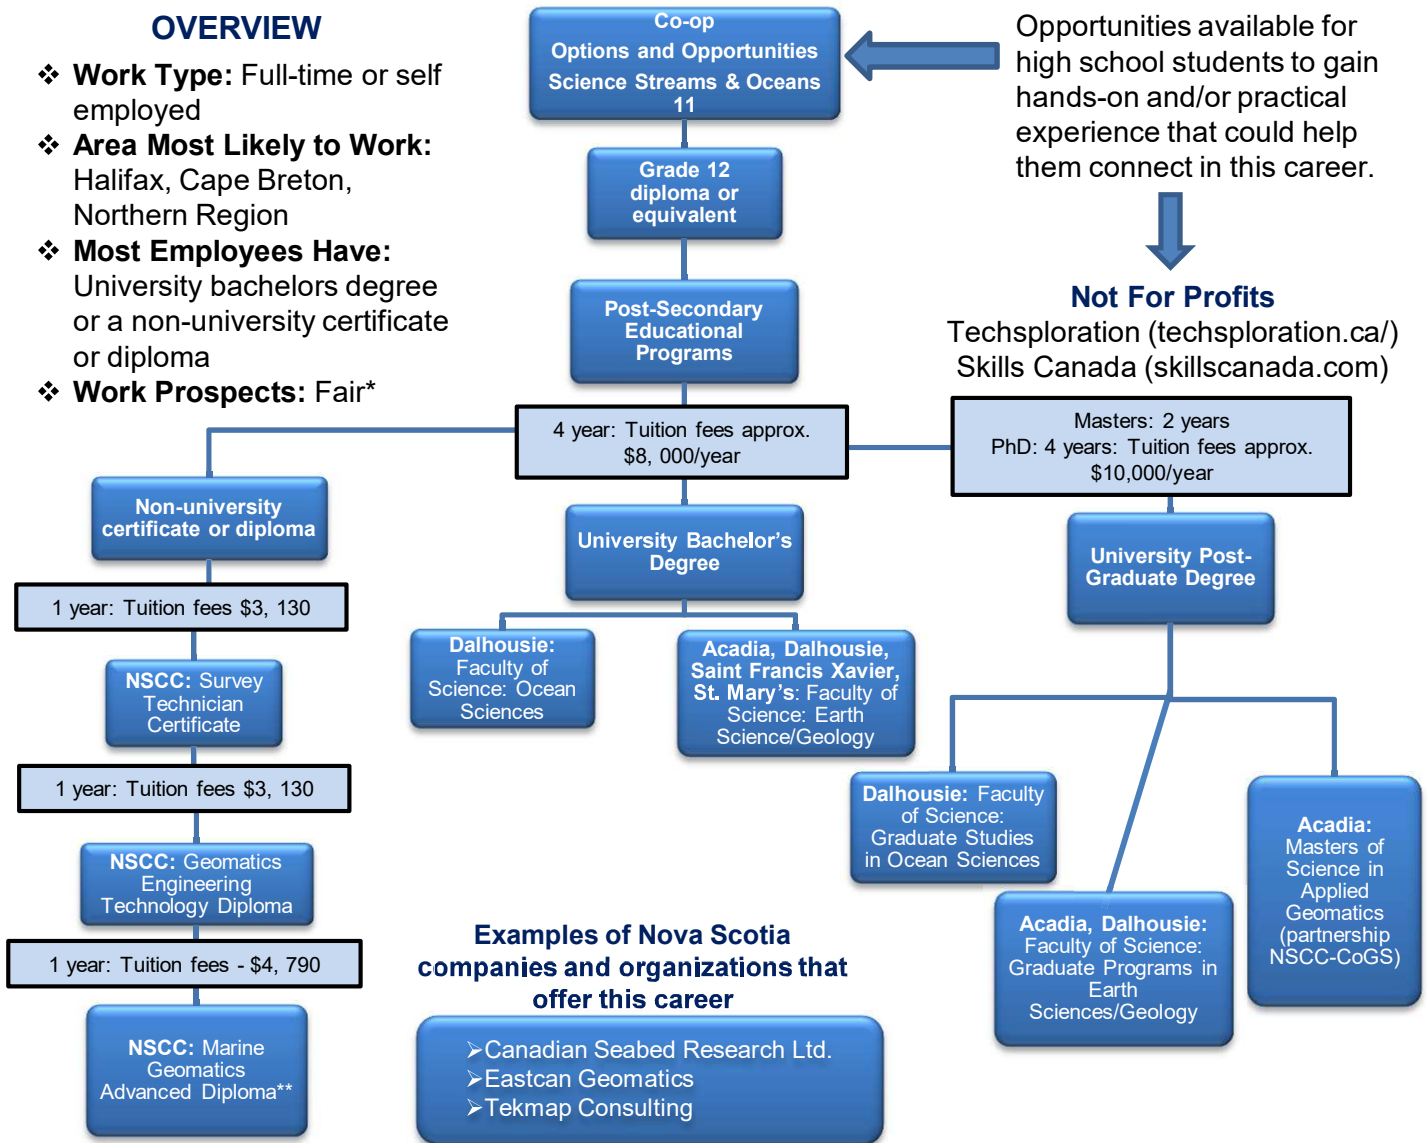 OVERVIEW
❖ Work Type: Full-time or self
employed
❖ Area Most Likely to Work:
Halifax, Cape Breton,
Northern Region
❖ Most Employees Have:
University bachelors degree
or a non-university certificate
or diploma
❖ Work Prospects: Fair*
Co-op
Options and Opportunities
Science Streams & Oceans
11
Opportunities available for
high school students to gain
hands-on and/or practical
experience that could help
them connect in this career.
Grade 12
diploma or
equivalent
Post-Secondary
Educational
Programs
Not For Profits
Techsploration (techsploration.ca/)
Skills Canada (skillscanada.com)
4 year: Tuition fees approx.
$8, 000/year
Masters: 2 years
PhD: 4 years: Tuition fees approx.
$10,000/year
Non-university
certificate or diploma
1 year: Tuition fees $3, 130
NSCC: Survey
Technician
Certificate
1 year: Tuition fees $3, 130
NSCC: Geomatics
Engineering
Technology Diploma
1 year: Tuition fees - $4, 790
NSCC: Marine
Geomatics
Advanced Diploma**
University Bachelor's
Degree
Dalhousie:
Faculty of
Science: Ocean
Sciences
Acadia, Dalhousie,
Saint Francis Xavier,
St. Mary's: Faculty of
Science: Earth
Science/Geology
University Post-
Graduate Degree
Dalhousie: Faculty
of Science:
Graduate Studies
in Ocean Sciences
Acadia, Dalhousie:
Faculty of Science:
Graduate Programs in
Earth
Sciences/Geology
Acadia:
Masters of
Science in
Applied
Geomatics
(partnership
NSCC-CoGS)
Examples of Nova Scotia
companies and organizations that
offer this career
➢Canadian Seabed Research Ltd.
➢Eastcan Geomatics
➢Tekmap Consulting